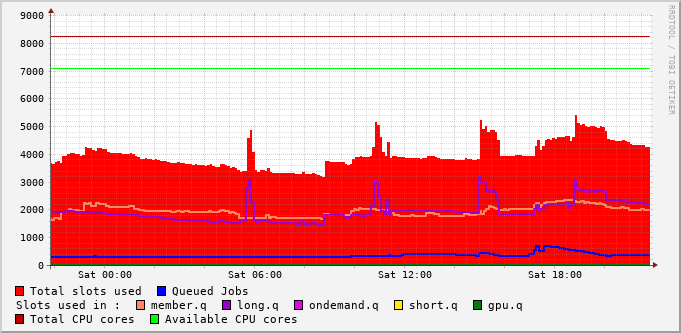 RRDTOOL / TOBI OETIKER
9000
8000
7000
6000
5000
4000
3000
2000
1000
0
Sat 00:00 Sat 06:00 Sat 12:00 Sat 18:00
Total slots used Queued Jobs
Slots used in : member.q long.q ondemand.q short.q gpu.q
Total CPU cores Available CPU cores